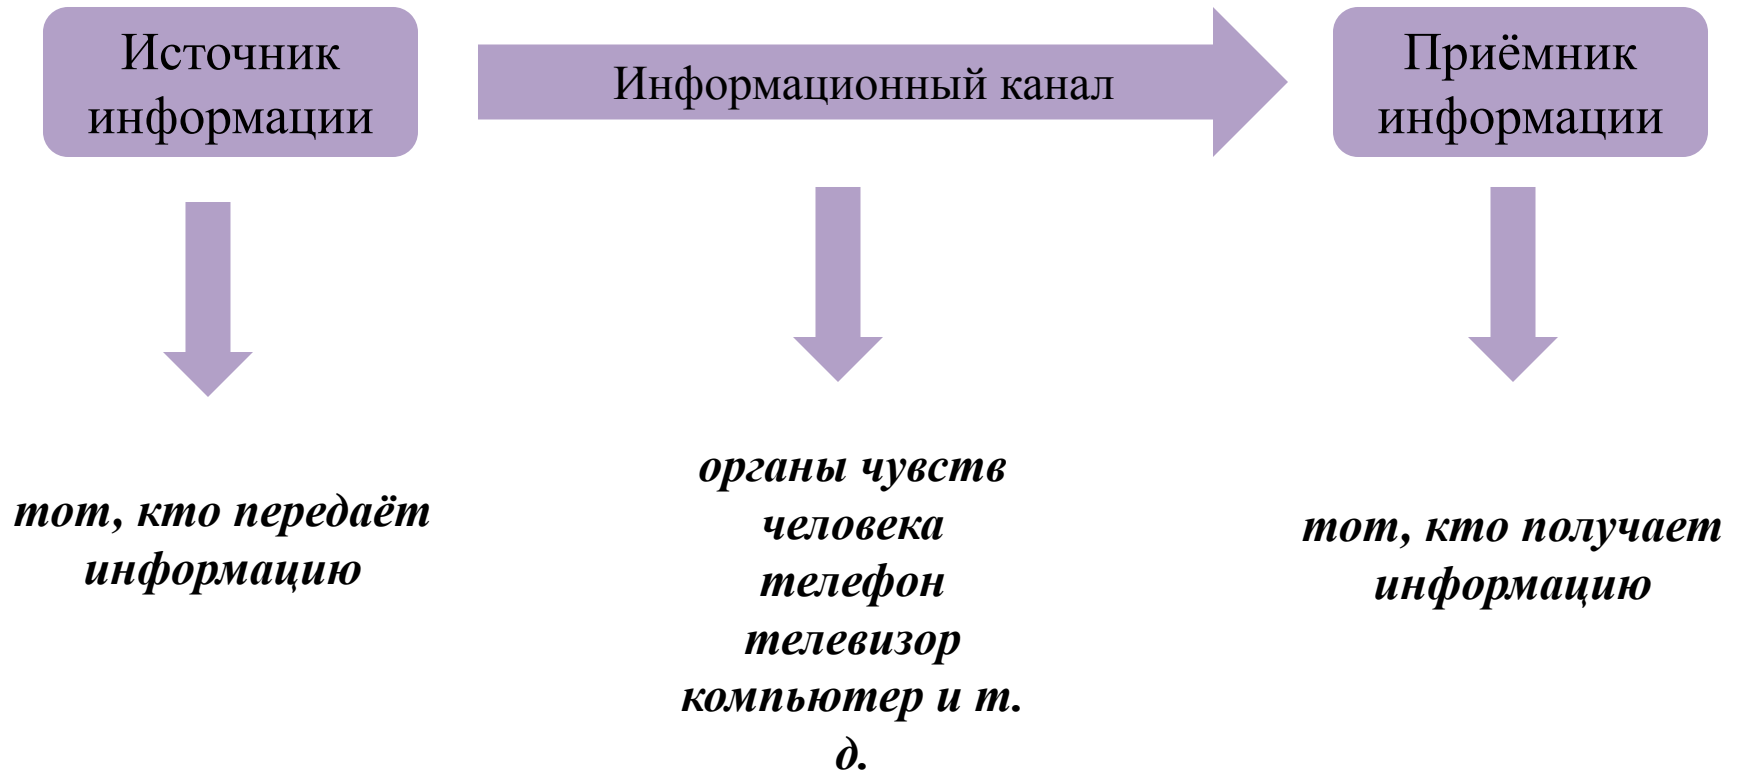 Источник
информации
Информационный канал
Приёмник
информации
тот, кто передаёт
информацию
органы чувств
человека
телефон
телевизор
компьютер и т.
д.
тот, кто получает
информацию